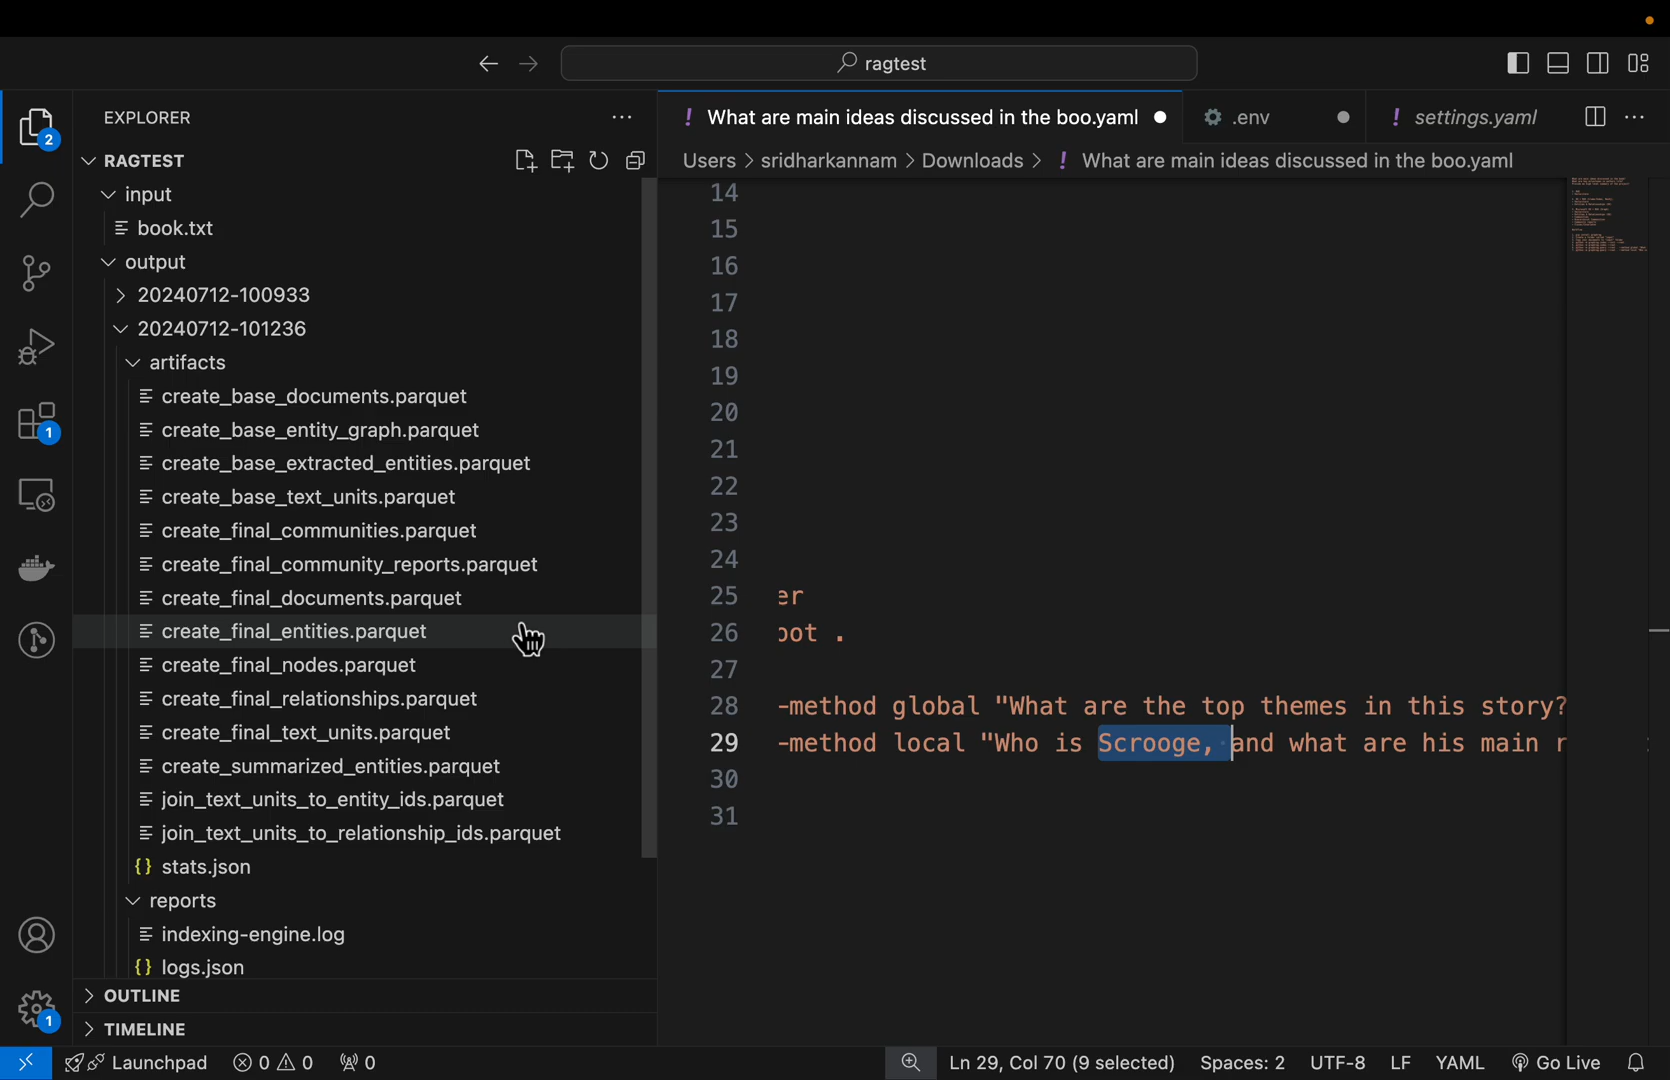 ragtest
EXPLORER
What are main ideas discussed in the boo.yaml
.env
settings.yaml
2
RAGTEST
Users > sridharkannam > Downloads > ! What are main ideas discussed in the boo.yaml
input
book.txt
output
20240712-100933
20240712-101236
artifacts
create_base_documents.parquet
create_base_entity_graph.parquet
1
create_base_extracted_entities.parquet
create_base_text_units.parquet
create_final_communities.parquet
create_final_community_reports.parquet
create_final_documents.parquet
create_final_entities.parquet
create_final_nodes.parquet
create_final_relationships.parquet
create_final_text_units.parquet
create_summarized_entities.parquet
join_text_units_to_entity_ids.parquet
join_text_units_to_relationship_ids.parquet
{} stats.json
reports
indexing-engine.log
{} logs.json
OUTLINE
TIMELINE
1
14
15
16
17
18
19
20
21
22
23
24
25 er
26 oot .
27
28 -method global "What are the top themes in this story?
29 -method local "Who is Scrooge, and what are his main r
30
31
Launchpad 0 0 0
Ln 29, Col 70 (9 selected) Spaces: 2 UTF-8 LF YAML Go Live